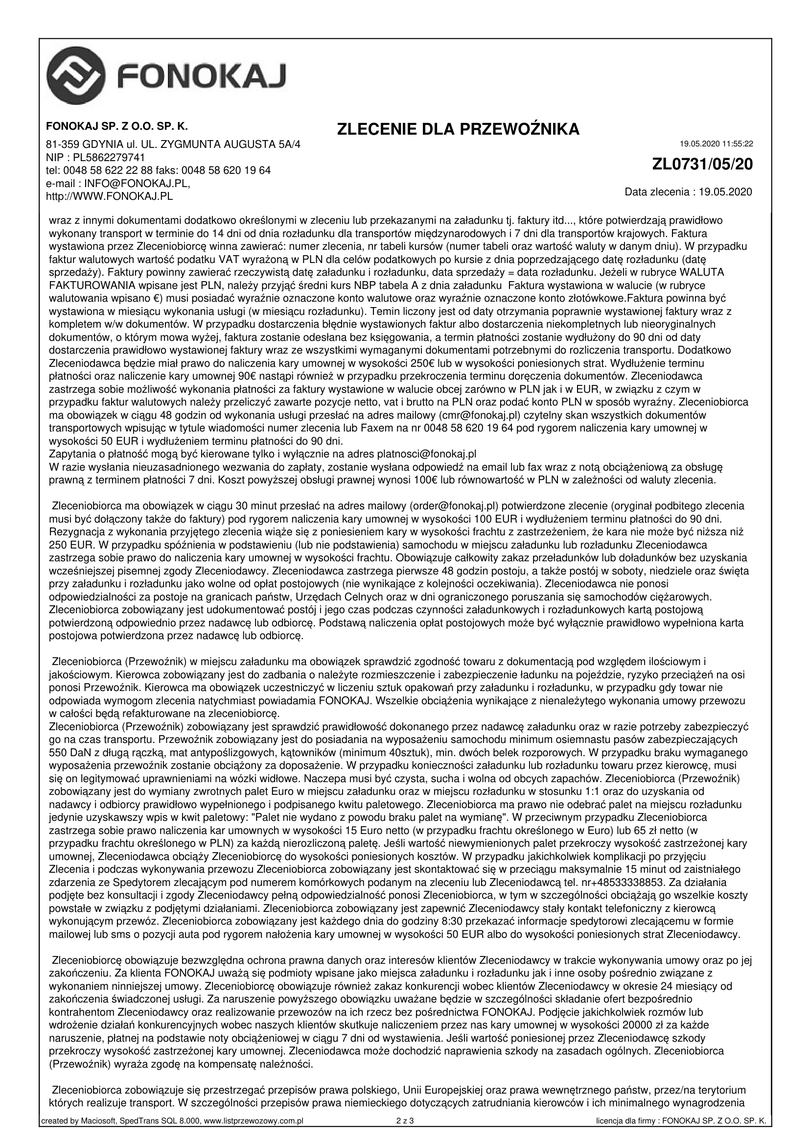 FONOKAJ
FONOKAJ SP. Z O.O. SP. K.
81-359 GDYNIA ul. UL. ZYGMUNTA AUGUSTA 5A/4
NIP : PL5862279741
tel: 0048 58 622 22 88 faks: 0048 58 620 19 64
e-mail : INFO@FONOKAJ.PL,
http://WWW.FONOKAJ.PL
ZLECENIE DLA PRZEWOŹNIKA
19.05.2020 11:55:22
ZL0731/05/20
Data zlecenia : 19.05.2020
wraz z innymi dokumentami dodatkowo określonymi w zleceniu lub przekazanymi na załadunku tj. faktury itd..., które potwierdzają prawidłowo
wykonany transport w terminie do 14 dni od dnia rozładunku dla transportów międzynarodowych i 7 dni dla transportów krajowych. Faktura
wystawiona przez Zleceniobiorcę winna zawierać: numer zlecenia, nr tabeli kursów (numer tabeli oraz wartość waluty w danym dniu). W przypadku
faktur walutowych wartość podatku VAT wyrażoną w PLN dla celów podatkowych po kursie z dnia poprzedzającego datę rozładunku (datę
sprzedaży). Faktury powinny zawierać rzeczywistą datę załadunku i rozładunku, data sprzedaży = data rozładunku. Jeżeli w rubryce WALUTA
FAKTUROWANIA wpisane jest PLN, należy przyjąć średni kurs NBP tabela A z dnia załadunku  Faktura wystawiona w walucie (w rubryce
walutowania wpisano €) musi posiadać wyraźnie oznaczone konto walutowe oraz wyraźnie oznaczone konto złotówkowe.Faktura powinna być
wystawiona w miesiącu wykonania usługi (w miesiącu rozładunku). Temin liczony jest od daty otrzymania poprawnie wystawionej faktury wraz z
kompletem w/w dokumentów. W przypadku dostarczenia błędnie wystawionych faktur albo dostarczenia niekompletnych lub nieoryginalnych
dokumentów, o którym mowa wyżej, faktura zostanie odesłana bez księgowania, a termin płatności zostanie wydłużony do 90 dni od daty
dostarczenia prawidłowo wystawionej faktury wraz ze wszystkimi wymaganymi dokumentami potrzebnymi do rozliczenia transportu. Dodatkowo
Zleceniodawca będzie miał prawo do naliczenia kary umownej w wysokości 250€ lub w wysokości poniesionych strat. Wydłużenie terminu
płatności oraz naliczenie karny umownej 90€ nastąpi również w przypadku przekroczenia terminu doręczenia dokumentów. Zleceniodawca
zastrzega sobie możliwość wykonania płatności za faktury wystawione w walucie obcej zarówno w PLN jak i w EUR, w związku z czym w
przypadku faktur walutowych należy przeliczyć zawarte pozycje netto, vat i brutto na PLN oraz podać konto PLN w sposób wyraźny. Zleceniobiorca
ma obowiązek w ciągu 48 godzin od wykonania usługi przesłać na adres mailowy (cmr@fonokaj.pl) czytelny skan wszystkich dokumentów
transportowych wpisując w tytule wiadomości numer zlecenia lub Faxem na nr 0048 58 620 19 64 pod rygorem naliczenia kary umownej w
wysokości 50 EUR i wydłużeniem terminu płatności do 90 dni.
Zapytania o płatność mogą być kierowane tylko i wyłącznie na adres platnosci@fonokaj.pl
W razie wysłania nieuzasadnionego wezwania do zapłaty, zostanie wysłana odpowiedź na email lub fax wraz z notą obciążeniową za obsługę
prawną z terminem płatności 7 dni. Koszt powyższej obsługi prawnej wynosi 100€ lub równowartość w PLN w zależności od waluty zlecenia.
Zleceniobiorca ma obowiązek w ciągu 30 minut przesłać na adres mailowy (order@fonokaj.pl) potwierdzone zlecenie (oryginał podbitego zlecenia
musi być dołączony także do faktury) pod rygorem naliczenia kary umownej w wysokości 100 EUR i wydłużeniem terminu płatności do 90 dni.
Rezygnacja z wykonania przyjętego zlecenia wiąże się z poniesieniem kary w wysokości frachtu z zastrzeżeniem, że kara nie może być niższa niż
250 EUR. W przypadku spóźnienia w podstawieniu (lub nie podstawienia) samochodu w miejscu załadunku lub rozładunku Zleceniodawca
zastrzega sobie prawo do naliczenia kary umownej w wysokości frachtu. Obowiązuje całkowity zakaz przeładunków lub doładunków bez uzyskania
wcześniejszej pisemnej zgody Zleceniodawcy. Zleceniodawca zastrzega pierwsze 48 godzin postoju, a także postój w soboty, niedziele oraz święta
przy załadunku i rozładunku jako wolne od opłat postojowych (nie wynikające z kolejności oczekiwania). Zleceniodawca nie ponosi
odpowiedzialności za postoje na granicach państw, Urzędach Celnych oraz w dni ograniczonego poruszania się samochodów ciężarowych.
Zleceniobiorca zobowiązany jest udokumentować postój i jego czas podczas czynności załadunkowych i rozładunkowych kartą postojową
potwierdzoną odpowiednio przez nadawcę lub odbiorcę. Podstawą naliczenia opłat postojowych może być wyłącznie prawidłowo wypełniona karta
postojowa potwierdzona przez nadawcę lub odbiorcę.
Zleceniobiorca (Przewoźnik) w miejscu załadunku ma obowiązek sprawdzić zgodność towaru z dokumentacją pod względem ilościowym i
jakościowym. Kierowca zobowiązany jest do zadbania o należyte rozmieszczenie i zabezpieczenie ładunku na pojeździe, ryzyko przeciążeń na osi
ponosi Przewoźnik. Kierowca ma obowiązek uczestniczyć w liczeniu sztuk opakowań przy załadunku i rozładunku, w przypadku gdy towar nie
odpowiada wymogom zlecenia natychmiast powiadamia FONOKAJ. Wszelkie obciążenia wynikające z nienależytego wykonania umowy przewozu
w całości będą refakturowane na zleceniobiorcę.
Zleceniobiorca (Przewoźnik) zobowiązany jest sprawdzić prawidłowość dokonanego przez nadawcę załadunku oraz w razie potrzeby zabezpieczyć
go na czas transportu. Przewoźnik zobowiązany jest do posiadania na wyposażeniu samochodu minimum osiemnastu pasów zabezpieczających
550 DaN z długą rączką, mat antypoślizgowych, kątowników (minimum 40sztuk), min. dwóch belek rozporowych. W przypadku braku wymaganego
wyposażenia przewoźnik zostanie obciążony za doposażenie. W przypadku konieczności załadunku lub rozładunku towaru przez kierowcę, musi
się on legitymować uprawnieniami na wózki widłowe. Naczepa musi być czysta, sucha i wolna od obcych zapachów. Zleceniobiorca (Przewoźnik)
zobowiązany jest do wymiany zwrotnych palet Euro w miejscu załadunku oraz w miejscu rozładunku w stosunku 1:1 oraz do uzyskania od
nadawcy i odbiorcy prawidłowo wypełnionego i podpisanego kwitu paletowego. Zleceniobiorca ma prawo nie odebrać palet na miejscu rozładunku
jedynie uzyskawszy wpis w kwit paletowy: "Palet nie wydano z powodu braku palet na wymianę". W przeciwnym przypadku Zleceniobiorca
zastrzega sobie prawo naliczenia kar umownych w wysokości 15 Euro netto (w przypadku frachtu określonego w Euro) lub 65 zł netto (w
przypadku frachtu określonego w PLN) za każdą nierozliczoną paletę. Jeśli wartość niewymienionych palet przekroczy wysokość zastrzeżonej kary
umownej, Zleceniodawca obciąży Zleceniobiorcę do wysokości poniesionych kosztów. W przypadku jakichkolwiek komplikacji po przyjęciu
Zlecenia i podczas wykonywania przewozu Zleceniobiorca zobowiązany jest skontaktować się w przeciągu maksymalnie 15 minut od zaistniałego
zdarzenia ze Spedytorem zlecającym pod numerem komórkowych podanym na zleceniu lub Zleceniodawcą tel. nr+48533338853. Za działania
podjęte bez konsultacji i zgody Zleceniodawcy pełną odpowiedzialność ponosi Zleceniobiorca, w tym w szczególności obciążają go wszelkie koszty
powstałe w związku z podjętymi działaniami. Zleceniobiorca zobowiązany jest zapewnić Zleceniodawcy stały kontakt telefoniczny z kierowcą
wykonującym przewóz. Zleceniobiorca zobowiązany jest każdego dnia do godziny 8:30 przekazać informacje spedytorowi zlecającemu w formie
mailowej lub sms o pozycji auta pod rygorem nałożenia kary umownej w wysokości 50 EUR albo do wysokości poniesionych strat Zleceniodawcy.
Zleceniobiorcę obowiązuje bezwzględna ochrona prawna danych oraz interesów klientów Zleceniodawcy w trakcie wykonywania umowy oraz po jej
zakończeniu. Za klienta FONOKAJ uważą się podmioty wpisane jako miejsca załadunku i rozładunku jak i inne osoby pośrednio związane z
wykonaniem ninniejszej umowy. Zleceniobiorcę obowiązuje również zakaz konkurencji wobec klientów Zleceniodawcy w okresie 24 miesięcy od
zakończenia świadczonej usługi. Za naruszenie powyższego obowiązku uważane będzie w szczególności składanie ofert bezpośrednio
kontrahentom Zleceniodawcy oraz realizowanie przewozów na ich rzecz bez pośrednictwa FONOKAJ. Podjęcie jakichkolwiek rozmów lub
wdrożenie działań konkurencyjnych wobec naszych klientów skutkuje naliczeniem przez nas kary umownej w wysokości 20000 zł za każde
naruszenie, płatnej na podstawie noty obciążeniowej w ciągu 7 dni od wystawienia. Jeśli wartość poniesionej przez Zleceniodawcę szkody
przekroczy wysokość zastrzeżonej kary umownej. Zleceniodawca może dochodzić naprawienia szkody na zasadach ogólnych. Zleceniobiorca
(Przewoźnik) wyraża zgodę na kompensatę należności.
Zleceniobiorca zobowiązuje się przestrzegać przepisów prawa polskiego, Unii Europejskiej oraz prawa wewnętrznego państw, przez/na terytorium
których realizuje transport. W szczególności przepisów prawa niemieckiego dotyczących zatrudniania kierowców i ich minimalnego wynagrodzenia
created by Maciosoft, SpedTrans SQL 8.000, www.listprzewozowy.com.pl
2 z 3
licencja dla firmy : FONOKAJ SP. Z O.O. SP. K.